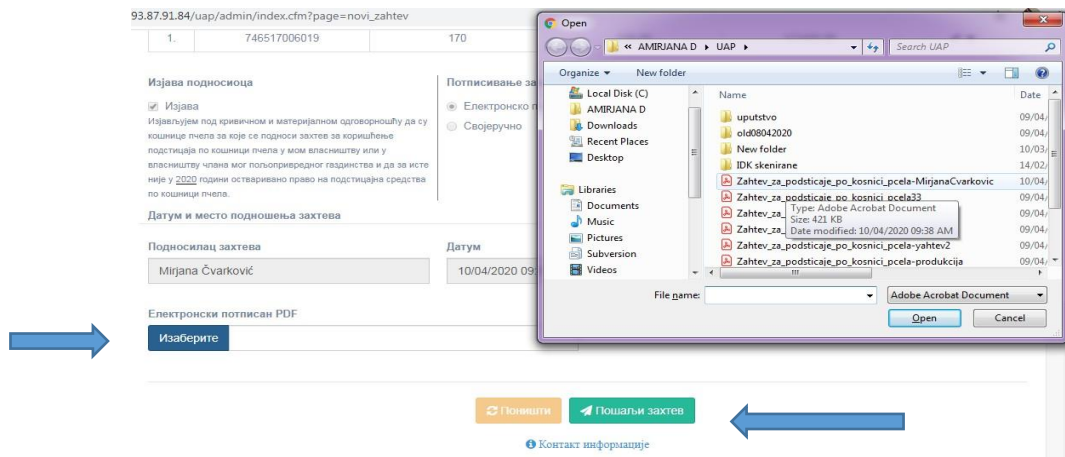 93.87.91.84/uap/admin/index.cfm?page=novi_zahtev
1. 746517006019 170
Изјава подносиоца
Изјава
Изјављујем под кривичном и материјалном одговорношћу да су
кошнице пчела за које се подноси захтев за коришћење
подстицаја по кошници пчела у мом власништву или у
власништву члана мог пољопривредног газдинства и да за исте
није у 2020 години остваривано право на подстицајна средства
по кошници пчела.
Потписивање за
Електронско п
Својеручно
Датум и место подношења захтева
Подносилац захтева
Mirjana Čvarković
Датум
10/04/2020 09:
Електронски потписан PDF
Изаберите
Поништи
Пошаљи захтев
Контакт информације
Open
« AMIRJANA D ▸ UAP ▸
Search UAP
Organize ▾ New folder
Local Disk (C)
AMIRJANA D
Downloads
Recent Places
Desktop
Libraries
Documents
Music
Pictures
Subversion
Videos
Name Date
uputstvo 09/04/
old08042020 09/04/
New folder 10/03/
IDK skenirane 14/02/
Zahtev_za_podsticaje_po_kosnici_pcela-MirjanaCvarkovic 10/04/
Zahtev_za_podsticaje_po_kosnici_pcela33 09/04/
Zahtev_za_ 09/04/
Zahtev_za_ 09/04/
Zahtev_za_podsticaje_po_kosnici_pcela-yahtev2 09/04/
Zahtev_za_podsticaje_po_kosnici_pcela-produkcija 09/04/
Type: Adobe Acrobat Document
Size: 421 KB
Date modified: 10/04/2020 09:38 AM
File name:
Adobe Acrobat Document
Open
Cancel